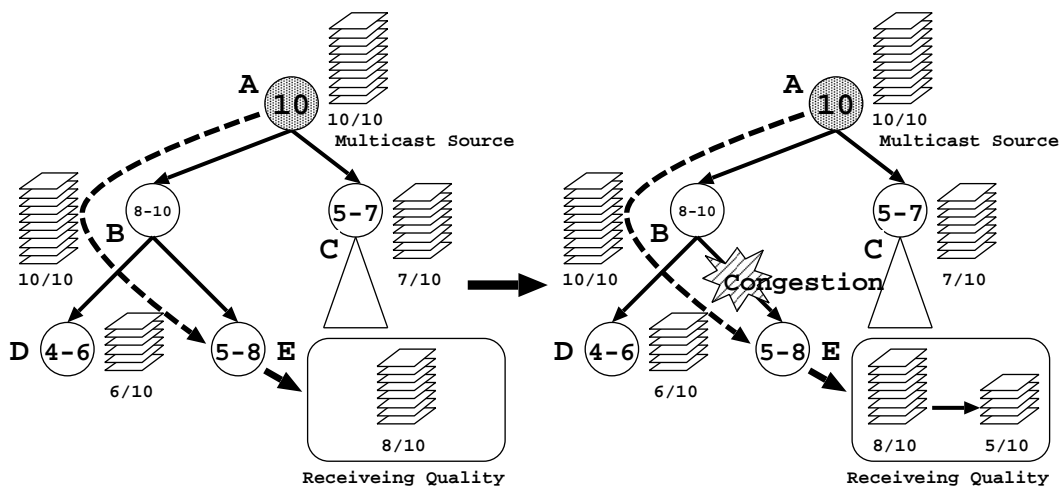 A
10
10/10
Multicast Source
8-10
B
10/10
5-7
C
7/10
D
4-6
6/10
5-8
E
8/10
Receiveing Quality
A
10
10/10
Multicast Source
8-10
B
10/10
5-7
C
7/10
Congestion
D
4-6
6/10
5-8
E
8/10
5/10
Receiveing Quality